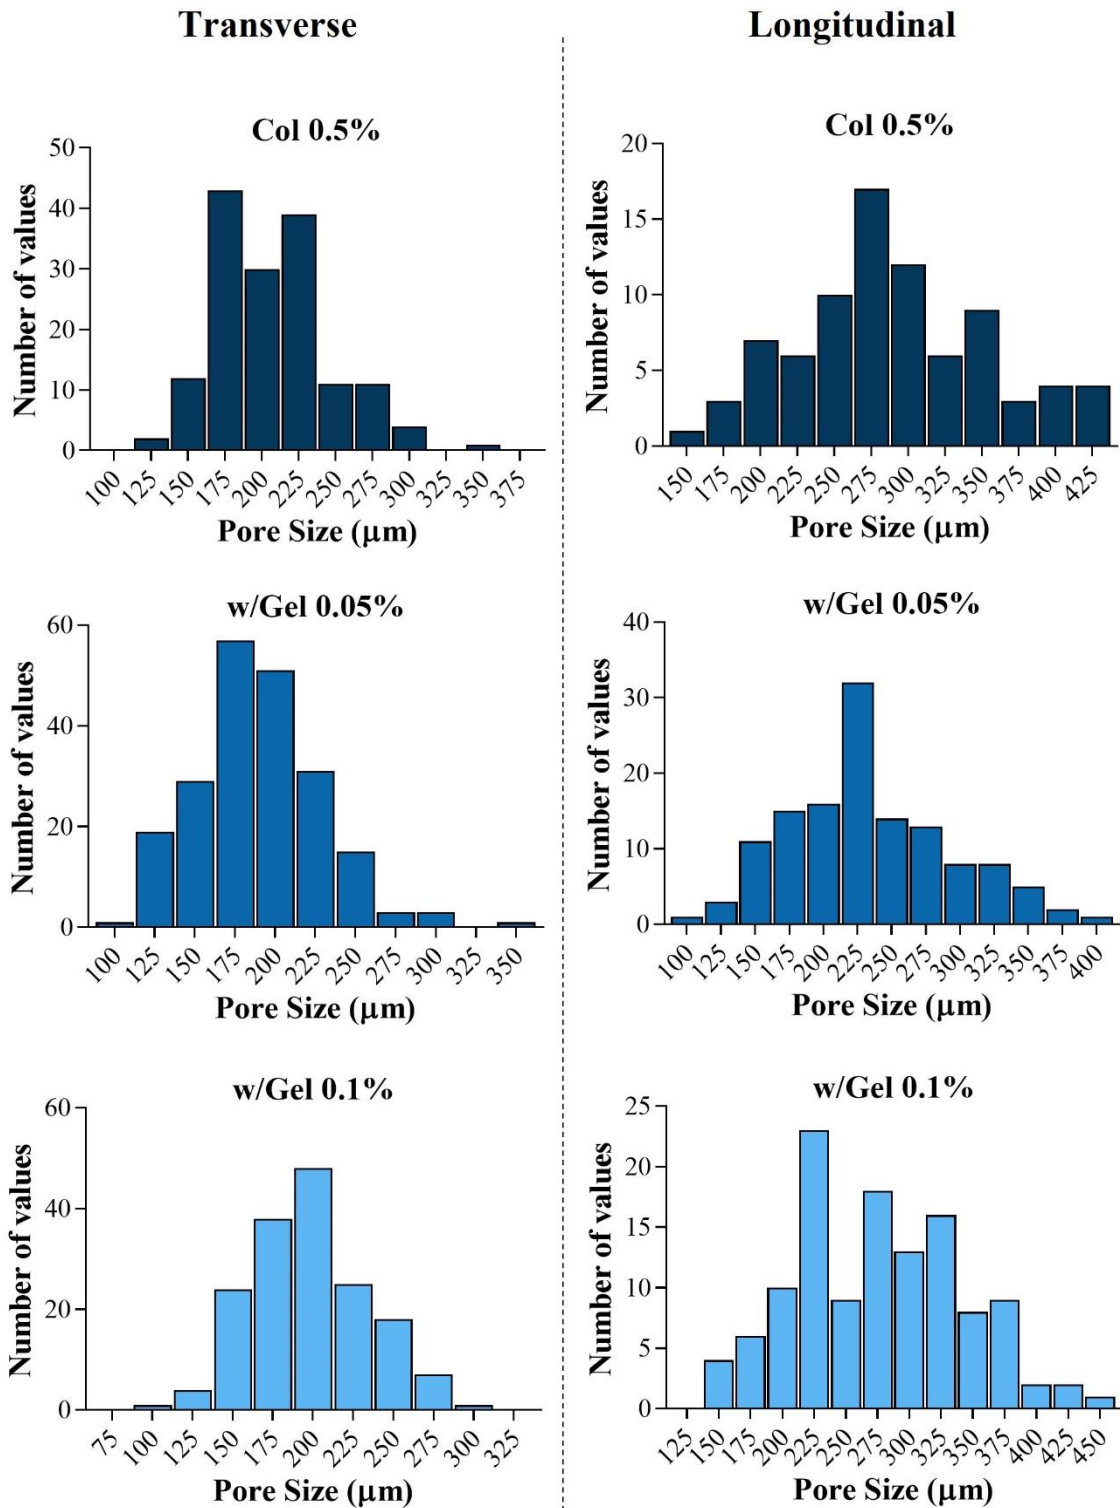 Transverse
Longitudinal
Col 0.5%
Number of values
50
40
30
20
10
0
100 125 150 175 200 225 250 275 300 325 350 375
Pore Size (μm)
Col 0.5%
Number of values
20
15
10
5
0
150 175 200 225 250 275 300 325 350 375 400 425
Pore Size (μm)
w/Gel 0.05%
Number of values
60
40
20
0
100 125 150 175 200 225 250 275 300 325 350
Pore Size (μm)
w/Gel 0.05%
Number of values
40
30
20
10
0
100 125 150 175 200 225 250 275 300 325 350 375 400
Pore Size (μm)
w/Gel 0.1%
Number of values
60
40
20
0
75 100 125 150 175 200 225 250 275 300 325
Pore Size (μm)
w/Gel 0.1%
Number of values
25
20
15
10
5
0
125 150 175 200 225 250 275 300 325 350 375 400 425 450
Pore Size (μm)